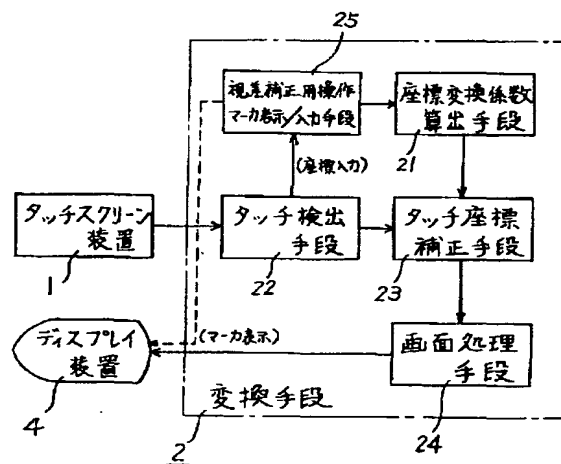 25
視差補正用操作
マーカ表示/入力手段
座標変換係数
算出手段
21
(座標入力)
タッチスクリーン
装置
1
タッチ検出
手段
22
タッチ座標
補正手段
23
ディスプレイ
装置
4
(マーカ表示)
画面処理
手段
24
変換手段
2